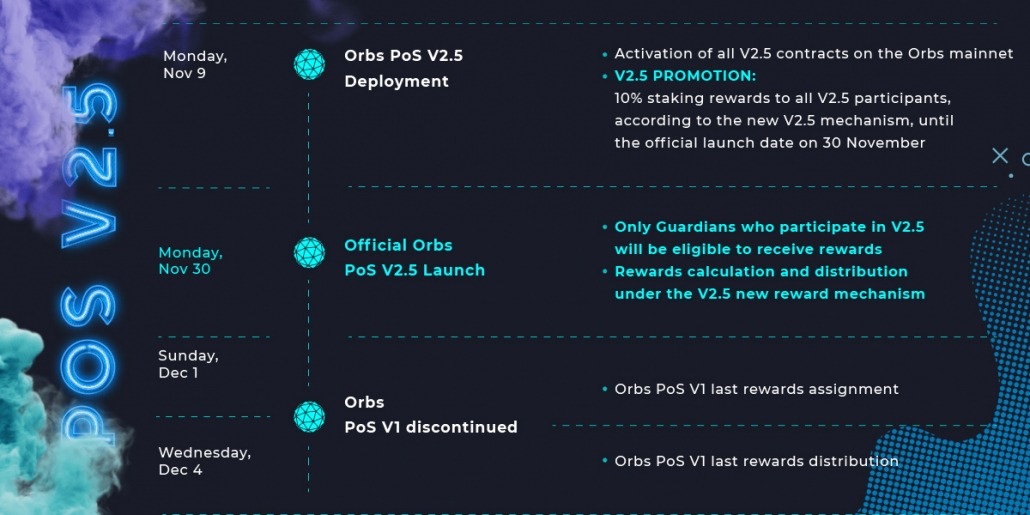 POS V2.5
Monday,
Nov 9
Orbs PoS V2.5
Deployment
• Activation of all V2.5 contracts on the Orbs mainnet
• V2.5 PROMOTION:
10% staking rewards to all V2.5 participants,
according to the new V2.5 mechanism, until
the official launch date on 30 November
Monday,
Nov 30
Official Orbs
PoS V2.5 Launch
• Only Guardians who participate in V2.5
will be eligible to receive rewards
• Rewards calculation and distribution
under the V2.5 new reward mechanism
Sunday,
Dec 1
Orbs
PoS V1 discontinued
• Orbs PoS V1 last rewards assignment
Wednesday,
Dec 4
• Orbs PoS V1 last rewards distribution